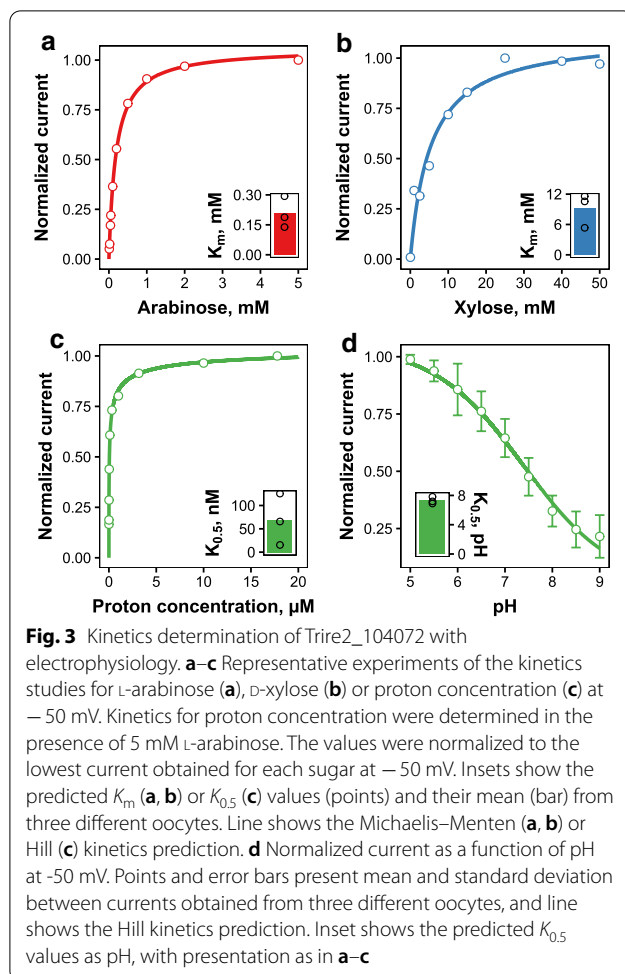 a
Normalized current
1.00
0.75
0.50
0.25
0.00
0 1 2 3 4 5
Arabinose, mM
Km, mM
0.30
0.15
0.00
b
Normalized current
1.00
0.75
0.50
0.25
0.00
0 10 20 30 40 50
Xylose, mM
Km, mM
12
6
0
c
Normalized current
1.00
0.75
0.50
0.25
0.00
0 5 10 15 20
Proton concentration, µM
K0.5, nM
100
50
0
d
Normalized current
1.00
0.75
0.50
0.25
5 6 7 8 9
pH
K0.5, pH
8
4
0
Fig. 3 Kinetics determination of Trire2_104072 with
electrophysiology. a–c Representative experiments of the kinetics
studies for L-arabinose (a), D-xylose (b) or proton concentration (c) at
− 50 mV. Kinetics for proton concentration were determined in the
presence of 5 mM L-arabinose. The values were normalized to the
lowest current obtained for each sugar at − 50 mV. Insets show the
predicted Km (a, b) or K0.5 (c) values (points) and their mean (bar) from
three different oocytes. Line shows the Michaelis–Menten (a, b) or
Hill (c) kinetics prediction. d Normalized current as a function of pH
at -50 mV. Points and error bars present mean and standard deviation
between currents obtained from three different oocytes, and line
shows the Hill kinetics prediction. Inset shows the predicted K0.5
values as pH, with presentation as in a–c